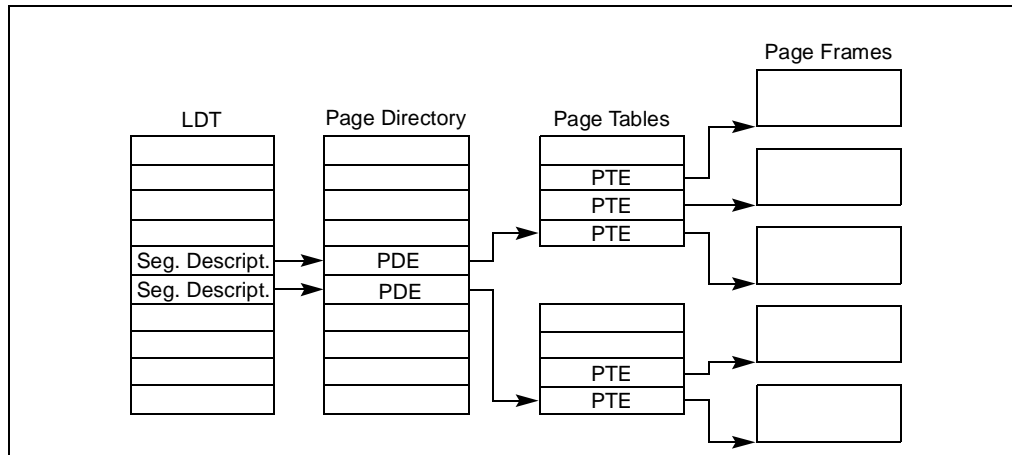 Page Frames
LDT
Page Directory
Page Tables
PTE
PTE
PTE
Seg. Descript.
PDE
Seg. Descript.
PDE
PTE
PTE